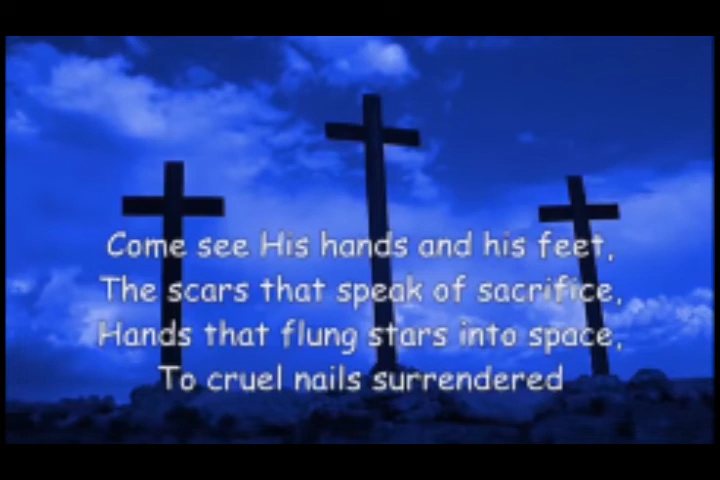 Come see His hands and his feet,
The scars that speak of sacrifice,
Hands that flung stars into space,
To cruel nails surrendered